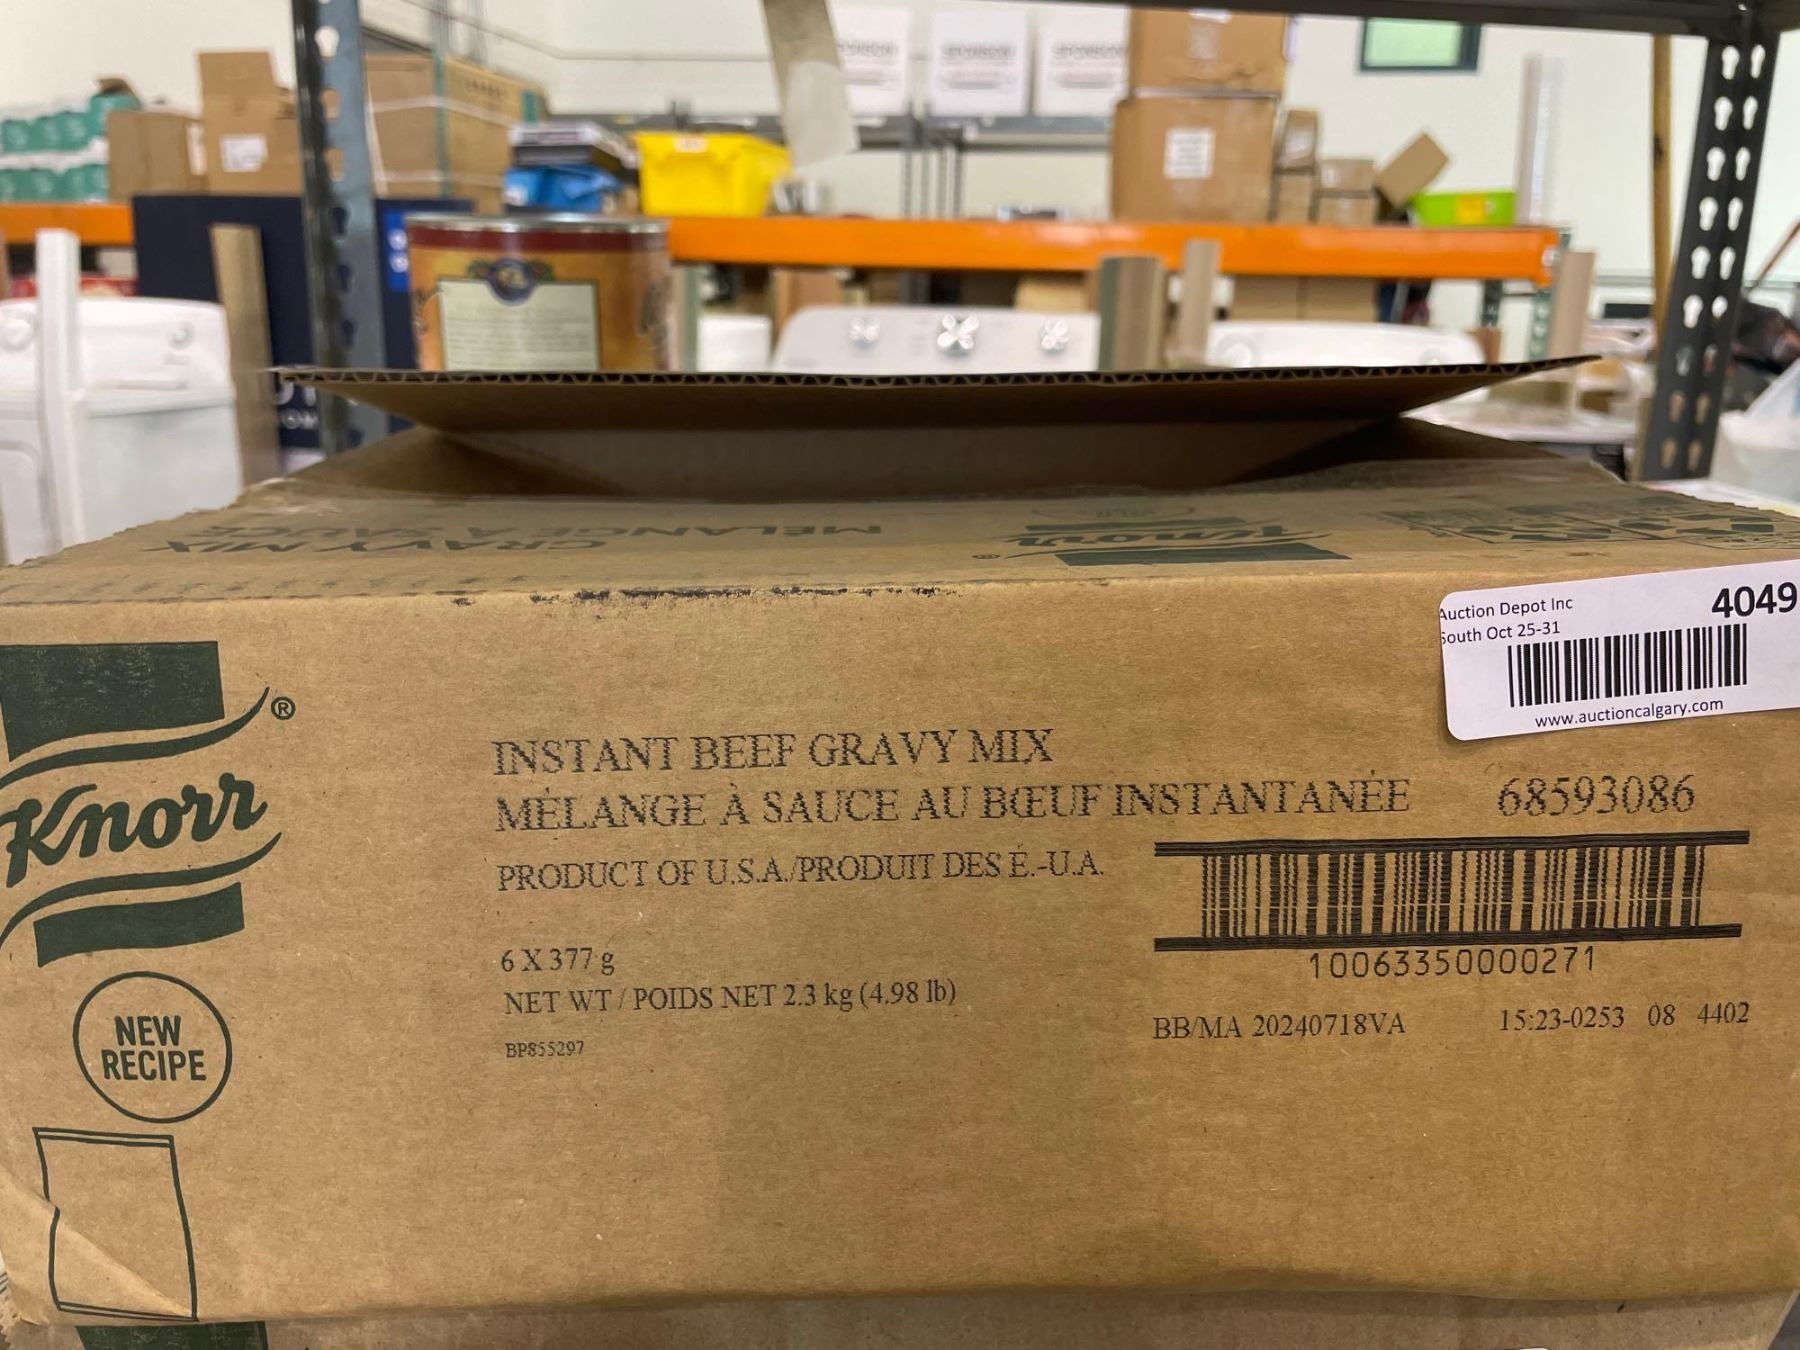 GRAVY MIX
MÉLANGE À SAUCE
Knorr
Auction Depot Inc
South Oct 25-31
4049
www.auctioncalgary.com
Knorr®
NEW
RECIPE
INSTANT BEEF GRAVY MIX
MÉLANGE À SAUCE AU BŒUF INSTANTANÉE
PRODUCT OF U.S.A./PRODUIT DES É.-U.A.
6 X 377 g
NET WT / POIDS NET 2.3 kg (4.98 lb)
BP855297
68593086
10063350000271
BB/MA 20240718VA
15:23-0253 08 4402